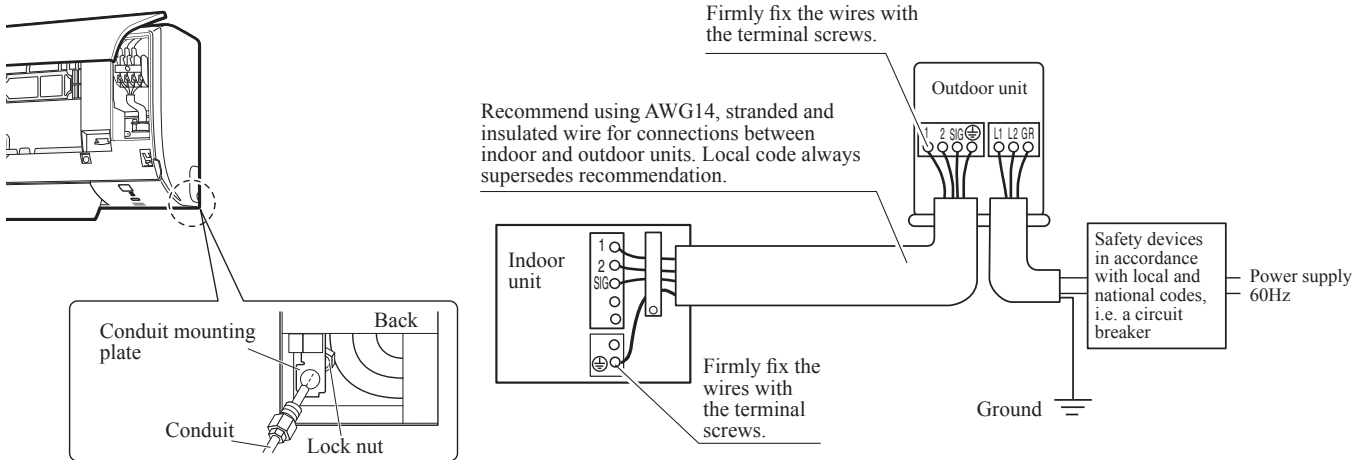 Firmly fix the wires with
the terminal screws.
Outdoor unit
1 2 SIG L1 L2 GR
Recommend using AWG14, stranded and
insulated wire for connections between
indoor and outdoor units. Local code always
supersedes recommendation.
Indoor
unit
1
2
SIG
Safety devices
in accordance
with local and
national codes,
i.e. a circuit
breaker
Power supply
60Hz
Firmly fix the
wires with
the terminal
screws.
Ground
Conduit mounting
plate
Back
Conduit
Lock nut